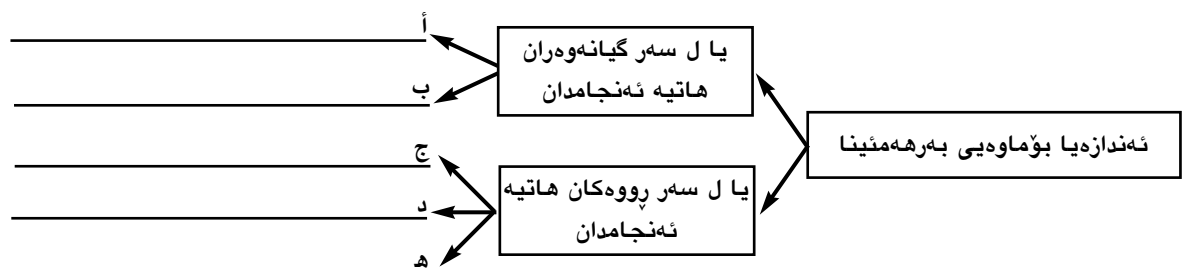 ئەندازەیا بۆماوەیی بەرهەمئینا
یا ل سەر گیانەوەران
هاتیە ئەنجامدان
أ
ب
یا ل سەر ڕووەکان هاتیە
ئەنجامدان
ج
د
ھ